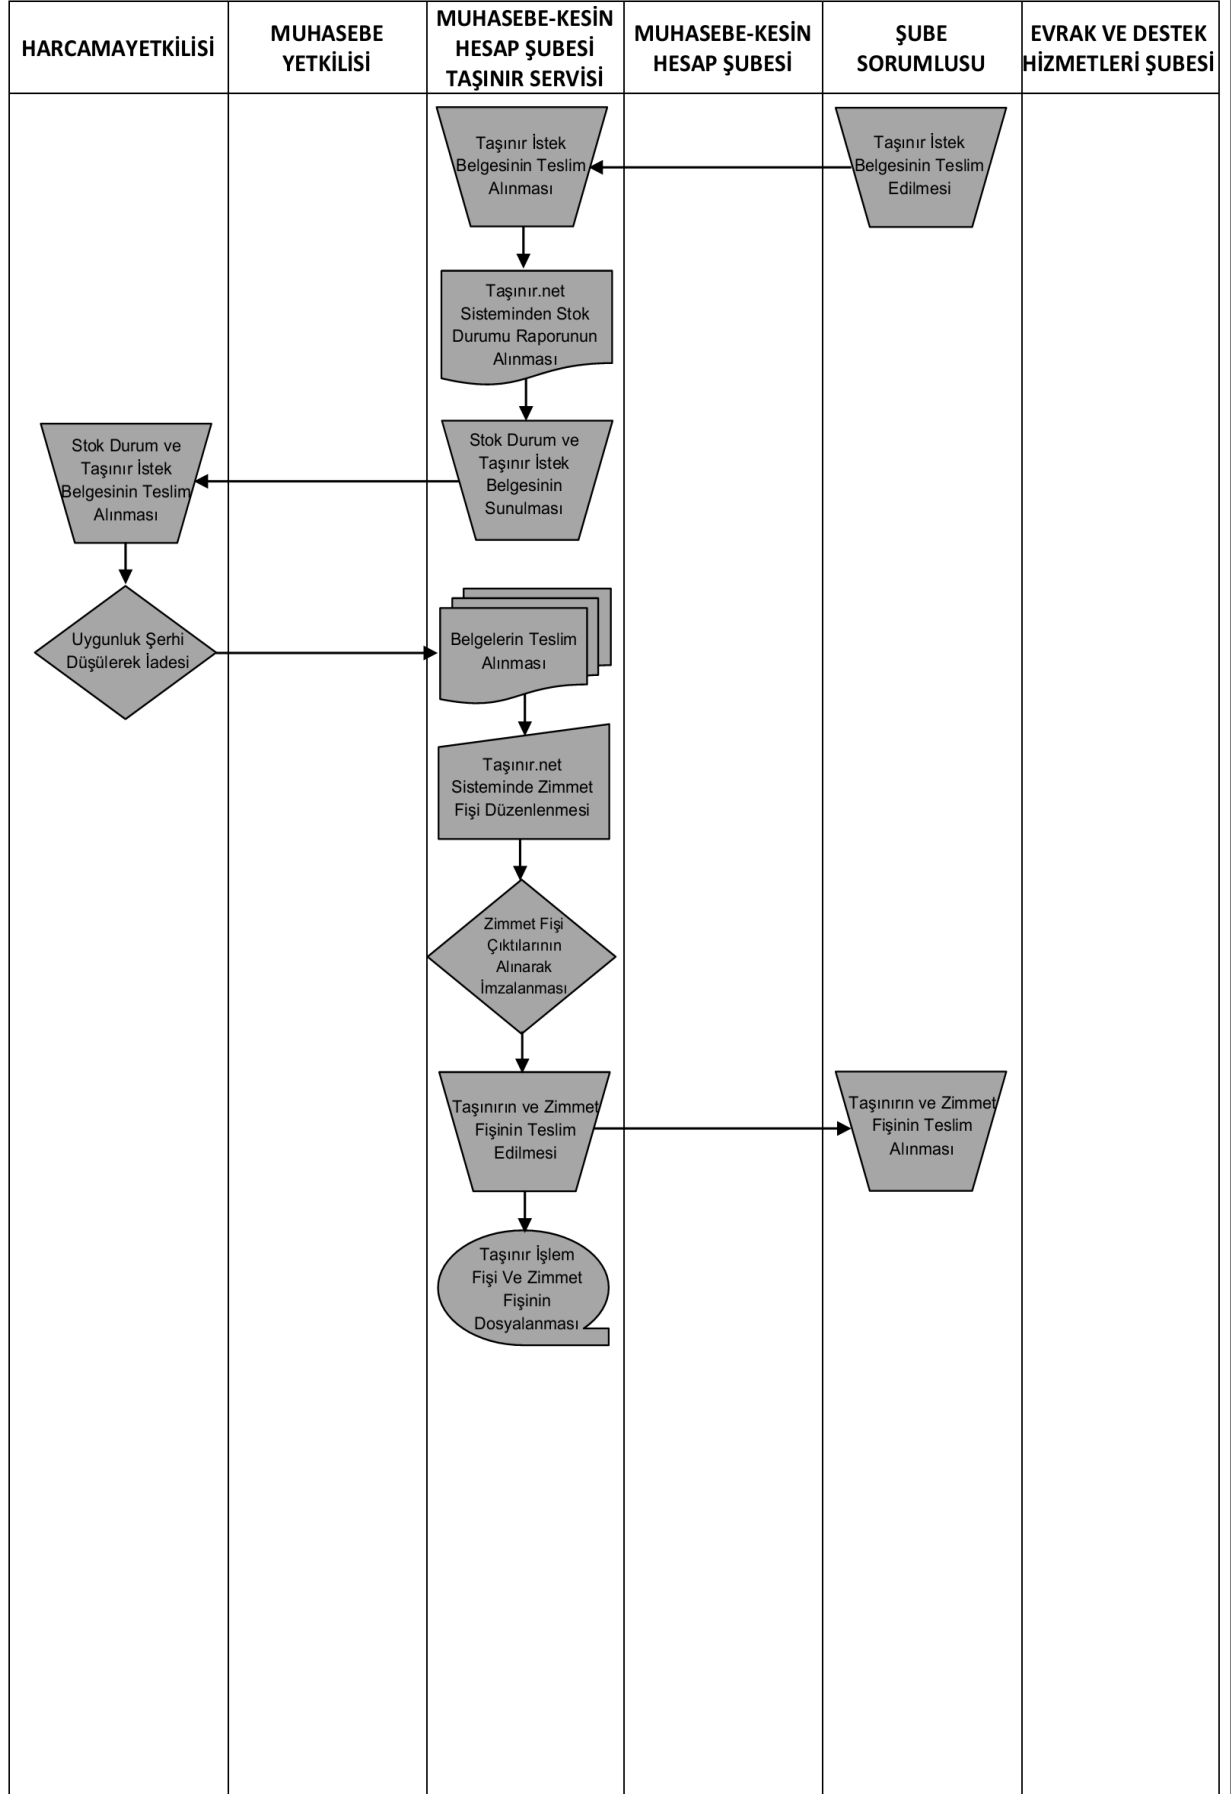 HARCAMAYETKİLİSİ
MUHASEBE
YETKİLİSİ
MUHASEBE-KESİN
HESAP ŞUBESİ
TAŞINIR SERVİSİ
MUHASEBE-KESİN
HESAP ŞUBESİ
ŞUBE
SORUMLUSU
EVRAK VE DESTEK
HİZMETLERİ ŞUBESİ
Taşınır İstek
Belgesinin Teslim
Alınması
Taşınır İstek
Belgesinin Teslim
Edilmesi
Taşınır.net
Sisteminden Stok
Durumu Raporunun
Alınması
Stok Durum ve
Taşınır İstek
Belgesinin Teslim
Alınması
Stok Durum ve
Taşınır İstek
Belgesinin
Sunulması
Uygunluk Şerhi
Düşülerek İadesi
Belgelerin Teslim
Alınması
Taşınır.net
Sisteminde Zimmet
Fişi Düzenlenmesi
Zimmet Fişi
Çıktılarının
Alınarak
İmzalanması
Taşınırın ve Zimmet
Fişinin Teslim
Edilmesi
Taşınırın ve Zimmet
Fişinin Teslim
Alınması
Taşınır İşlem
Fişi Ve Zimmet
Fişinin
Dosyalanması